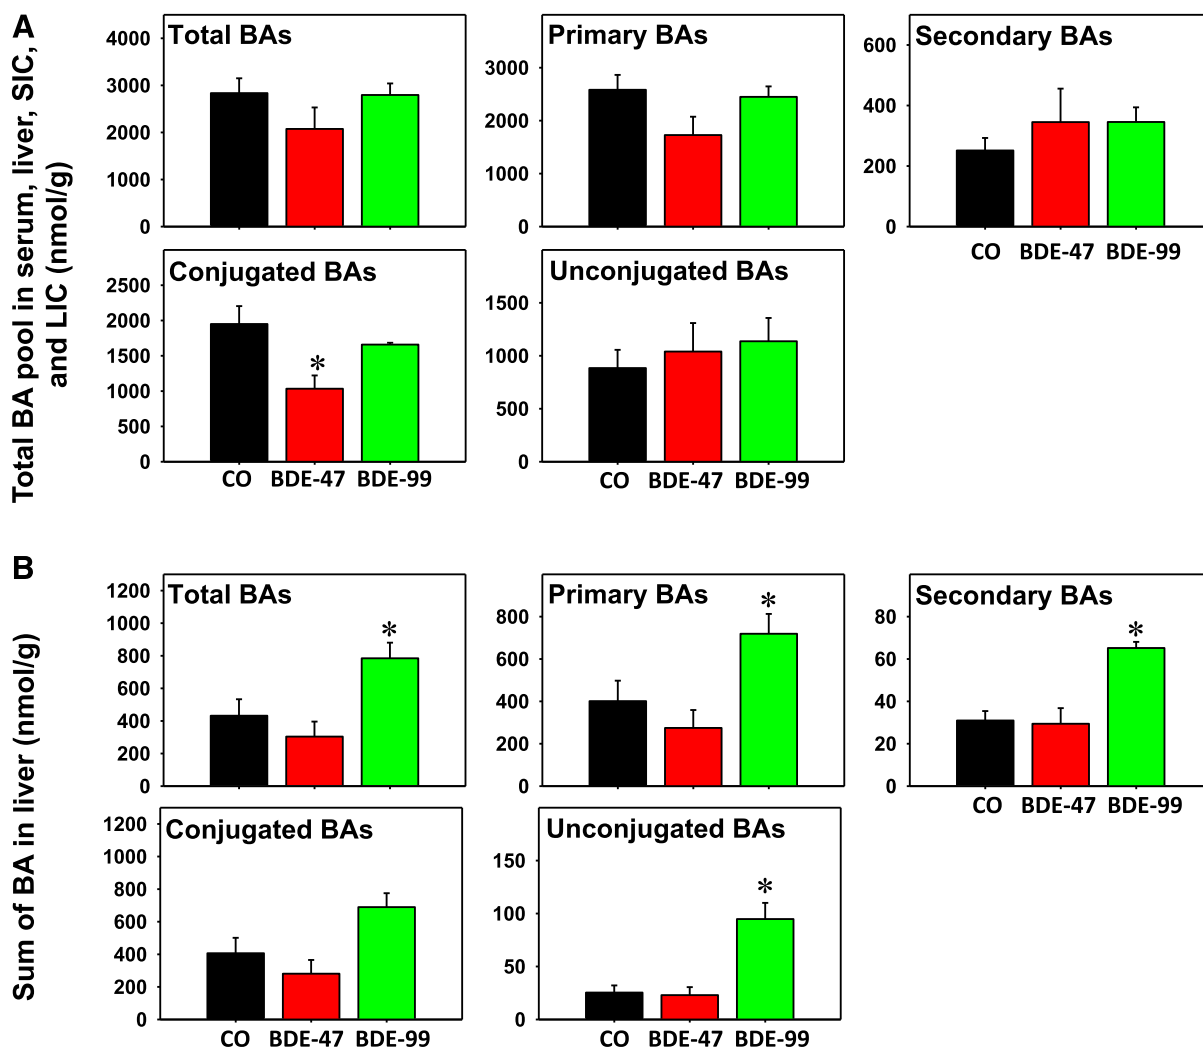 A
Total BA pool in serum, liver, SIC,
and LIC (nmol/g)
Total BAs
4000
3000
2000
1000
0
Primary BAs
3000
2000
1000
0
Secondary BAs
600
400
200
0
CO BDE-47 BDE-99
Conjugated BAs
2500
2000
1500
1000
500
0
*
CO BDE-47 BDE-99
Unconjugated BAs
1500
1000
500
0
CO BDE-47 BDE-99
B
Sum of BA in liver (nmol/g)
Total BAs
1200
1000
800
600
400
200
0
*
Primary BAs
800
600
400
200
0
*
Secondary BAs
80
60
40
20
0
*
CO BDE-47 BDE-99
Conjugated BAs
1200
1000
800
600
400
200
0
CO BDE-47 BDE-99
Unconjugated BAs
150
100
50
0
*
CO BDE-47 BDE-99